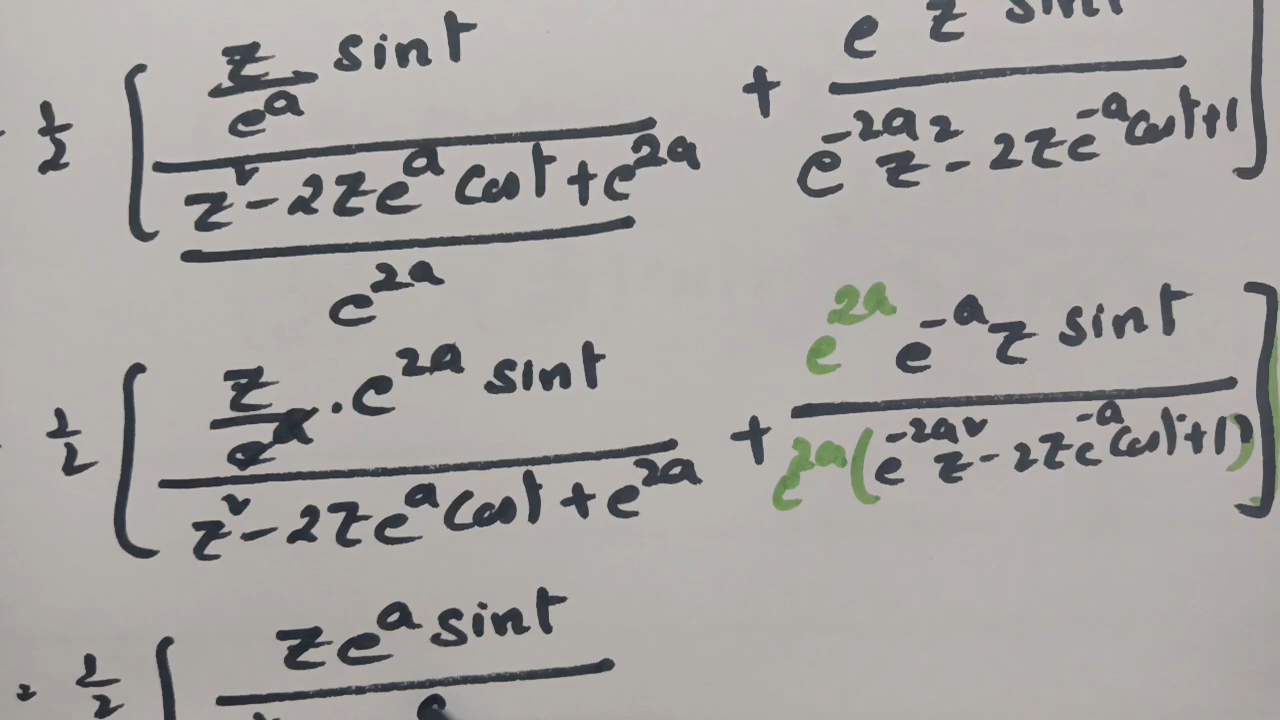 1/2 [ ((z/e^a) sint) / ((z² - 2ze^a cost + e^2a) / e^2a) + (e z sint) / (e^-2a z² - 2ze^-a cost + 1) ]
1/2 [ ((z/e^a) . e^2a sint) / (z² - 2ze^a cost + e^2a) + (e^2a e^-a z sint) / (e^2a (e^-2a z² - 2ze^-a cost + 1)) ]
= 1/2 [ ze^a sint